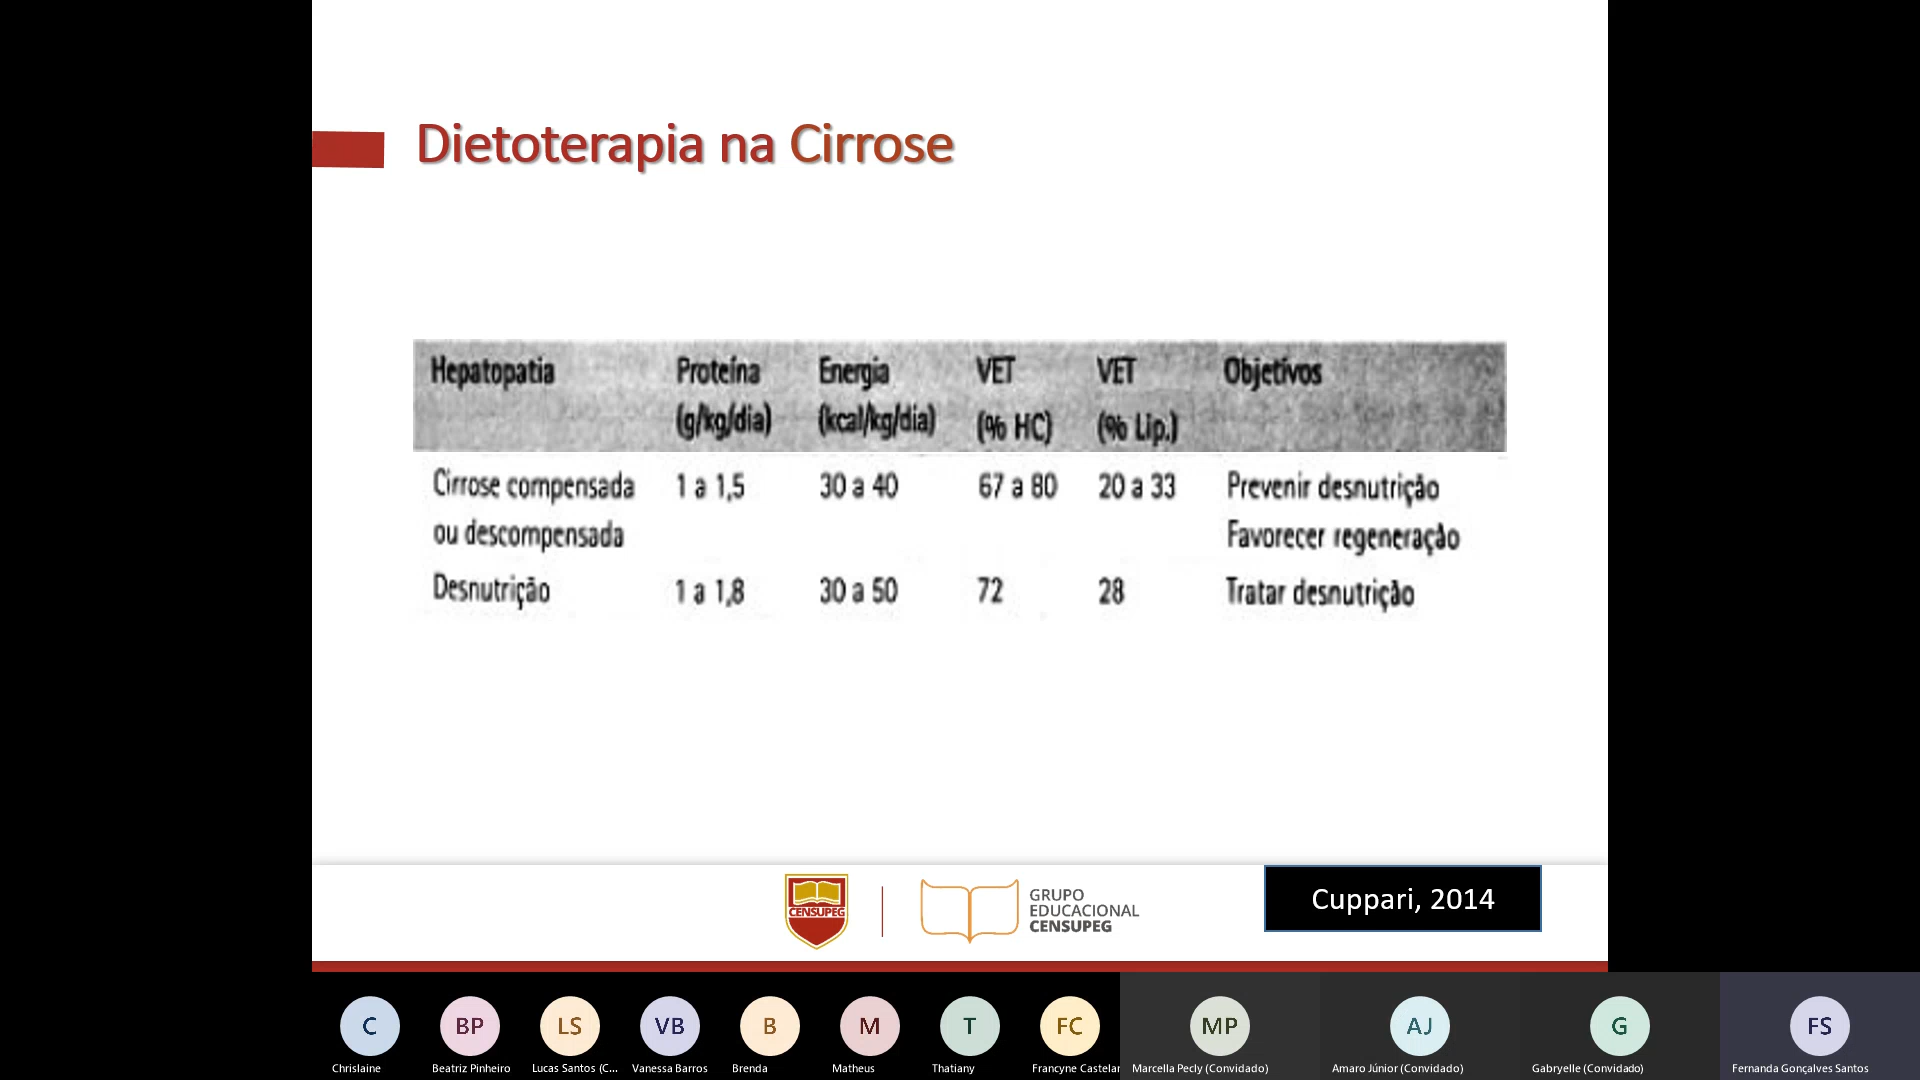 Dietoterapia na Cirrose
Hepatopatia Proteína Energia VET VET Objetivos
(g/kg/dia) (kcal/kg/dia) (% HC) (% Lip.)
Cirrose compensada 1 a 1,5 30 a 40 67 a 80 20 a 33 Prevenir desnutrição
ou descompensada Favorecer regeneração
Desnutrição 1 a 1,8 30 a 50 72 28 Tratar desnutrição
CENSUPEG
GRUPO
EDUCACIONAL
CENSUPEG
Cuppari, 2014
C BP LS VB B M T FC MP AJ G FS
Chrislaine Beatriz Pinheiro Lucas Santos (C... Vanessa Barros Brenda Matheus Thatiany Francyne Castelar Marcella Pecly (Convidado) Amaro Júnior (Convidado) Gabryelle (Convidado) Fernanda Gonçalves Santos